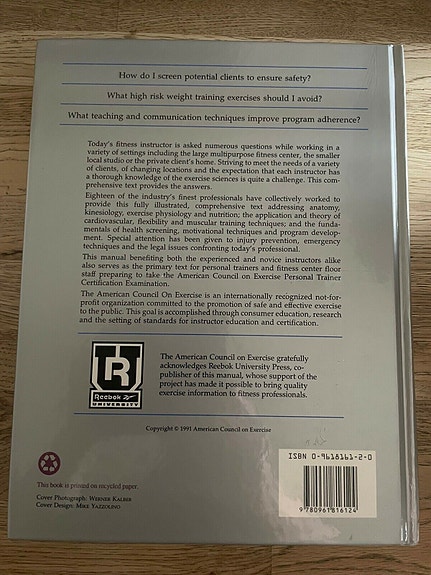 How do I screen potential clients to ensure safety?
What high risk weight training exercises should I avoid?
What teaching and communication techniques improve program adherence?
Today's fitness instructor is asked numerous questions while working in a
variety of settings including the large multipurpose fitness center, the smaller
local studio or the private client's home. Striving to meet the needs of a variety
of clients, of changing locations and the expectation that each instructor has
a thorough knowledge of the exercise sciences is quite a challenge. This com-
prehensive text provides the answers.
Eighteen of the industry's finest professionals have collectively worked to
provide this fully illustrated, comprehensive text addressing anatomy,
kinesiology, exercise physiology and nutrition; the application and theory of
cardiovascular, flexibility and muscular training techniques; and the funda-
mentals of health screening, motivational techniques and program develop-
ment. Special attention has been given to injury prevention, emergency
techniques and the legal issues confronting today's professional.
This manual benefiting both the experienced and novice instructors alike
also serves as the primary text for personal trainers and fitness center floor
staff preparing to take the American Council on Exercise Personal Trainer
Certification Examination.
The American Council On Exercise is an internationally recognized not-for-
profit organization committed to the promotion of safe and effective exercise
to the public. This goal is accomplished through consumer education, research
and the setting of standards for instructor education and certification.
R
Reebok
UNIVERSITY
The American Council on Exercise gratefully
acknowledges Reebok University Press, co-
publisher of this manual, whose support of the
project has made it possible to bring quality
exercise information to fitness professionals.
Copyright © 1991 American Council on Exercise
ISBN 0-9618161-2-0
9 780961 816124
This book is printed on recycled paper.
Cover Photograph: Werner Kalber
Cover Design: Mike Yazzolino